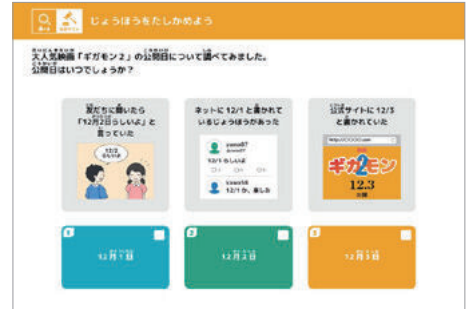 じょうほうをたしかめよう
大人気映画「ギガモン2」の公開日について調べてみました。
公開日はいつでしょうか？
友だちに聞いたら
「12月2日らしいよ」と
言っていた
12/2
らしいよ
ネットに 12/1 と書かれて
いるじょうほうがあった
12/1 らしいよ
12/1 か、楽しみ
公式サイトに 12/3
と書かれていた
ギガモン
2
12.3
公開
1
12月1日
2
12月2日
3
12月3日